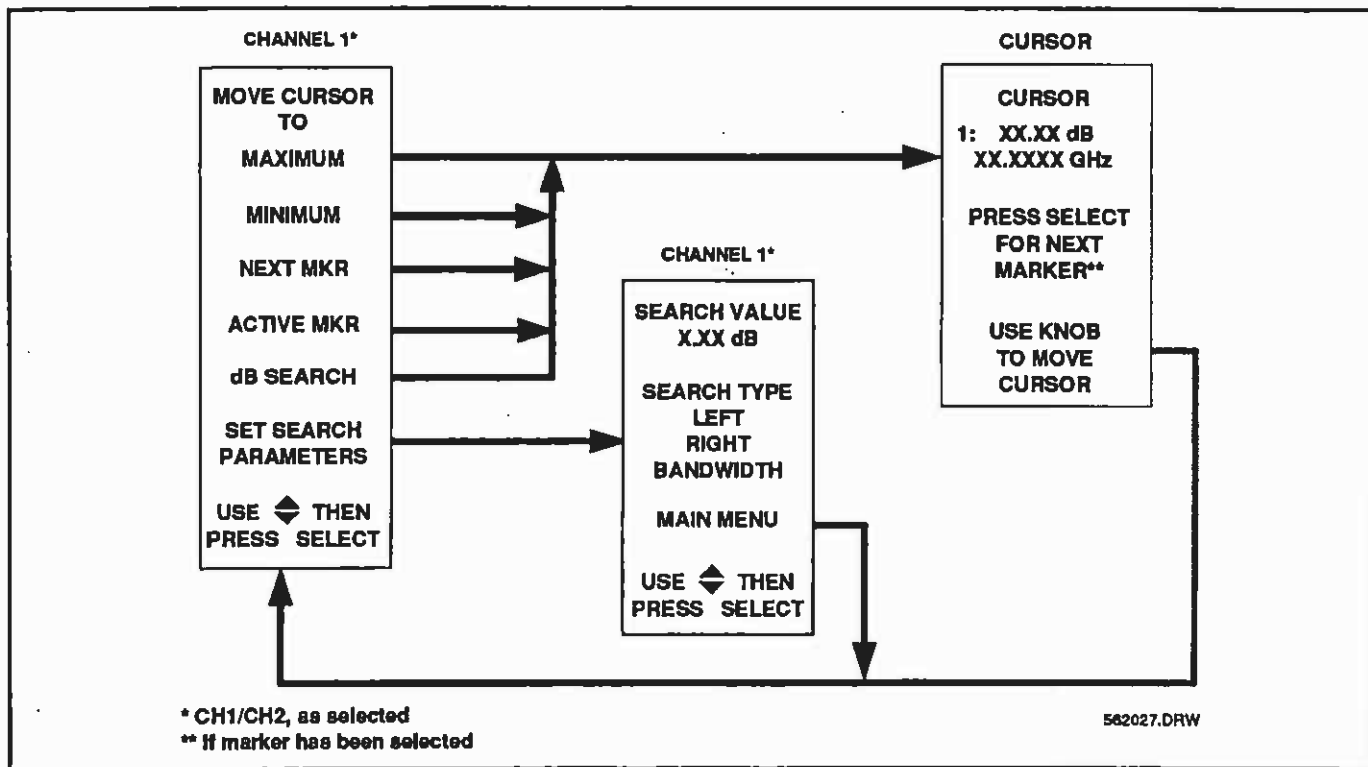 CHANNEL 1*
MOVE CURSOR
TO
MAXIMUM
MINIMUM
NEXT MKR
ACTIVE MKR
dB SEARCH
SET SEARCH
PARAMETERS
USE THEN
PRESS SELECT
CHANNEL 1*
SEARCH VALUE
X.XX dB
SEARCH TYPE
LEFT
RIGHT
BANDWIDTH
MAIN MENU
USE THEN
PRESS SELECT
CURSOR
CURSOR
1: XX.XX dB
XX.XXXX GHz
PRESS SELECT
FOR NEXT
MARKER**
USE KNOB
TO MOVE
CURSOR
* CH1/CH2, as selected
** If marker has been selected
562027.DRW